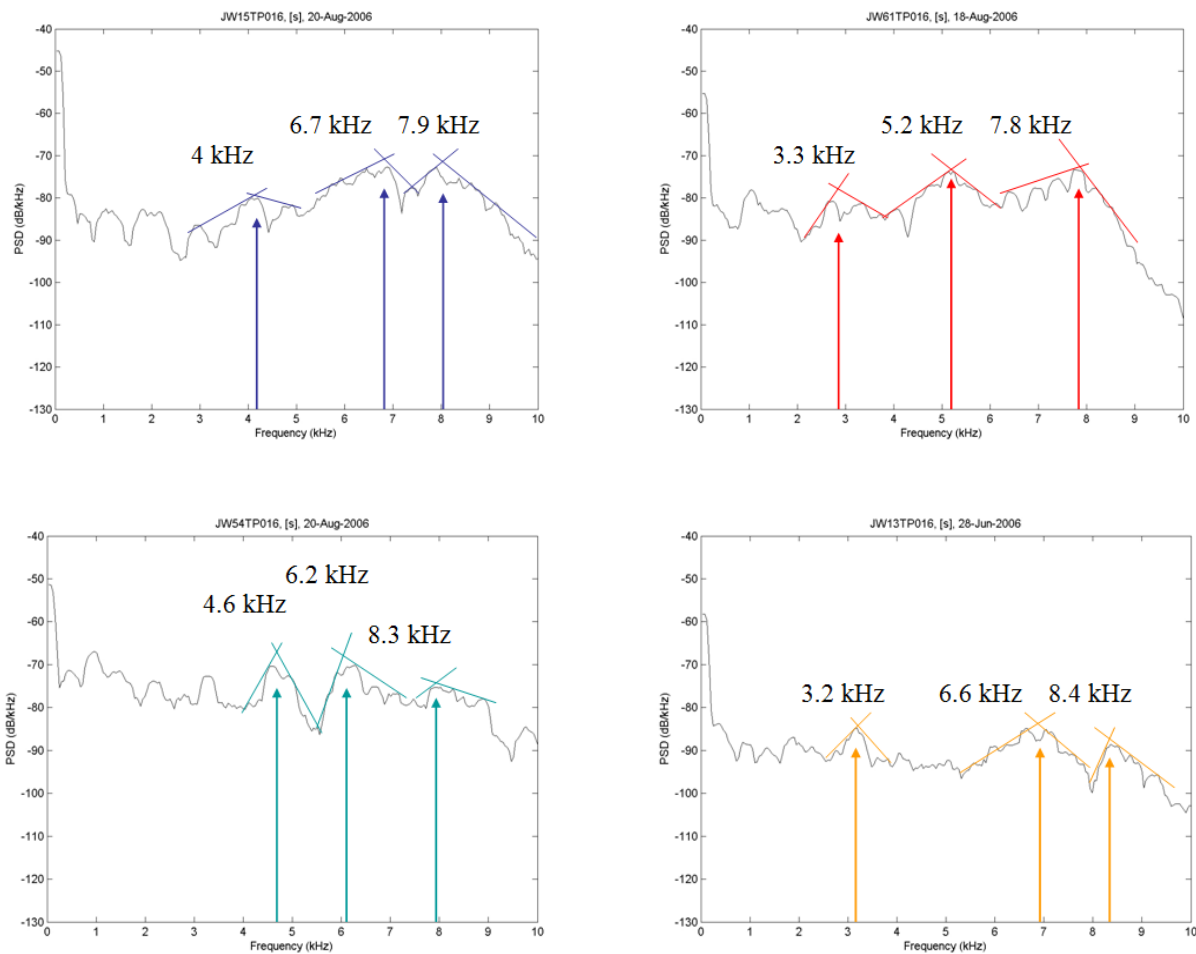 JW15TP016, [s], 20-Aug-2006
-40
-50
-60
-70
-80
-90
-100
-110
-120
-130
PSD (dB/kHz)
4 kHz
6.7 kHz
7.9 kHz
0 1 2 3 4 5 6 7 8 9 10
Frequency (kHz)
JW61TP016, [s], 18-Aug-2006
-40
-50
-60
-70
-80
-90
-100
-110
-120
-130
PSD (dB/kHz)
3.3 kHz
5.2 kHz
7.8 kHz
0 1 2 3 4 5 6 7 8 9 10
Frequency (kHz)
JW54TP016, [s], 20-Aug-2006
-40
-50
-60
-70
-80
-90
-100
-110
-120
-130
PSD (dB/kHz)
4.6 kHz
6.2 kHz
8.3 kHz
0 1 2 3 4 5 6 7 8 9 10
Frequency (kHz)
JW13TP016, [s], 28-Jun-2006
-40
-50
-60
-70
-80
-90
-100
-110
-120
-130
PSD (dB/kHz)
3.2 kHz
6.6 kHz
8.4 kHz
0 1 2 3 4 5 6 7 8 9 10
Frequency (kHz)